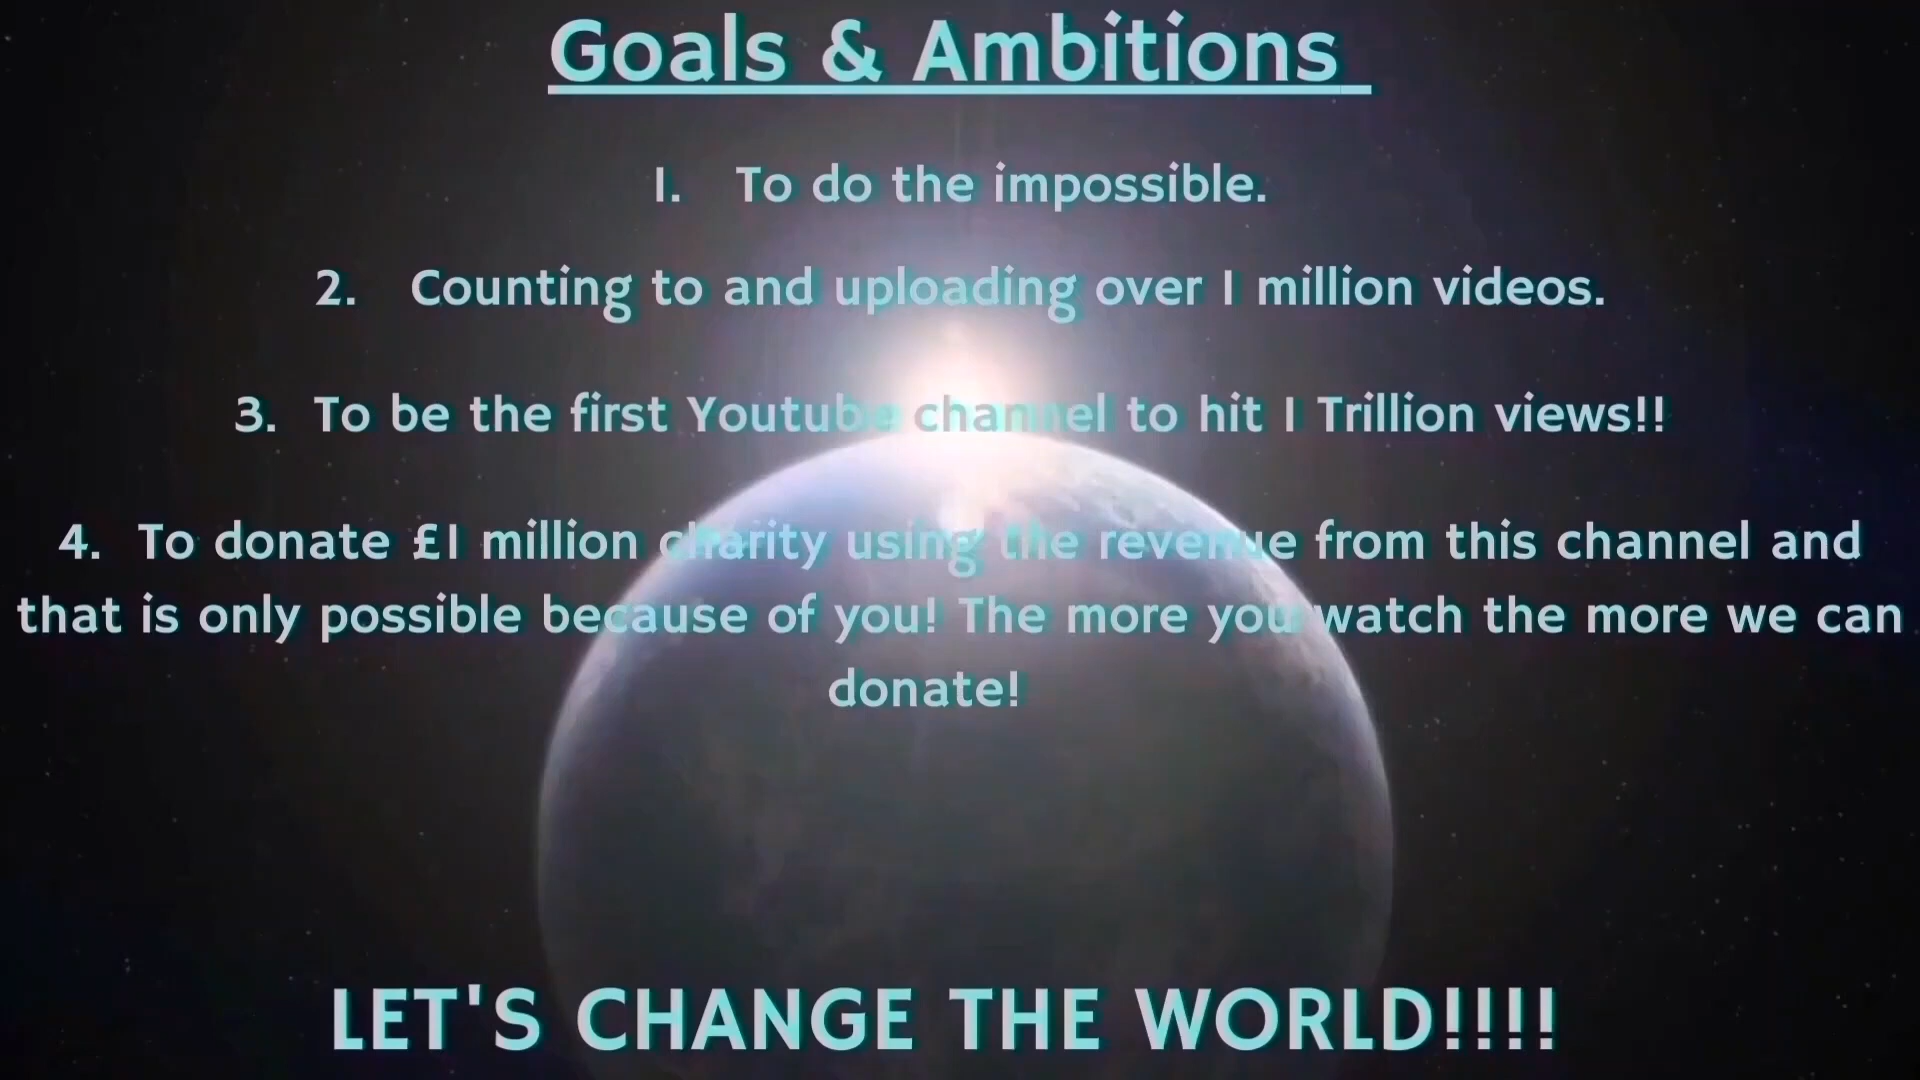 Goals & Ambitions
1. To do the impossible.
2. Counting to and uploading over 1 million videos.
3. To be the first Youtube channel to hit 1 Trillion views!!
4. To donate £1 million charity using the revenue from this channel and
that is only possible because of you! The more you watch the more we can
donate!
LET'S CHANGE THE WORLD!!!!